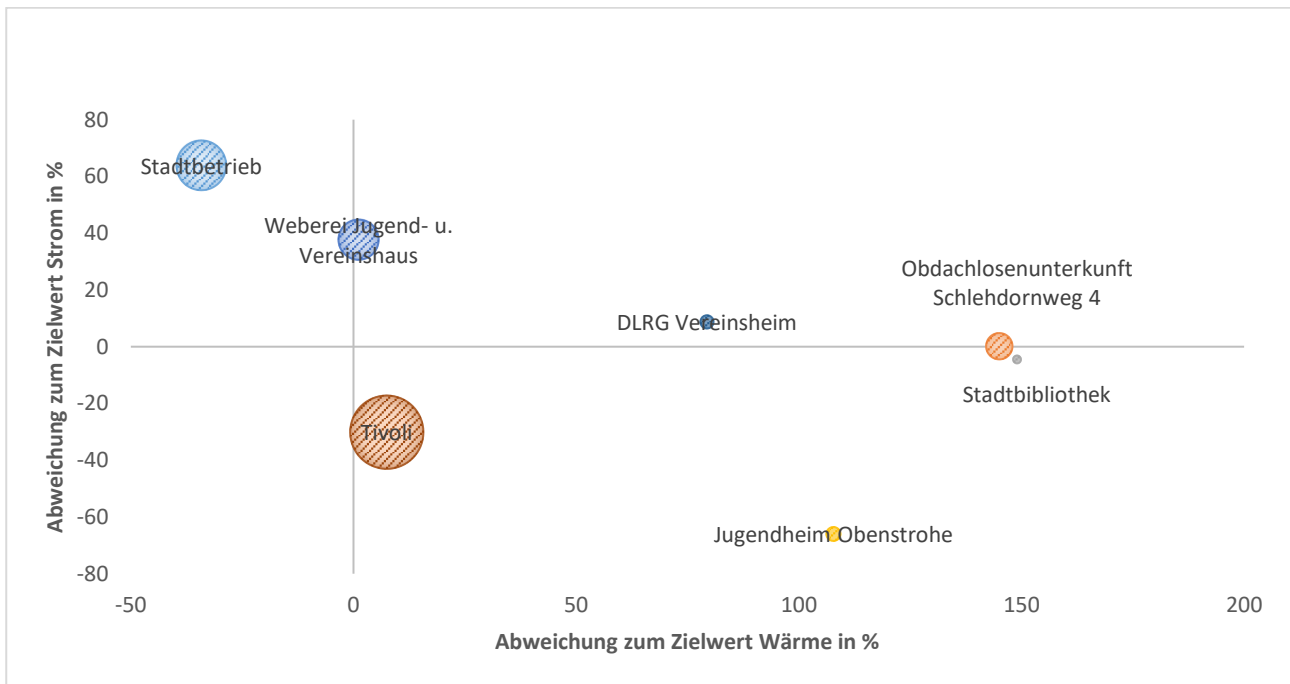 80
60
40
20
0
-20
-40
-60
-80
-50
0
50
100
150
200
Abweichung zum Zielwert Strom in %
Abweichung zum Zielwert Wärme in %
Stadtbetrieb
Weberei Jugend- u.
Vereinshaus
Obdachlosenunterkunft
Schlehdornweg 4
DLRG Vereinsheim
Stadtbibliothek
Tivoli
Jugendheim Obenstrohe